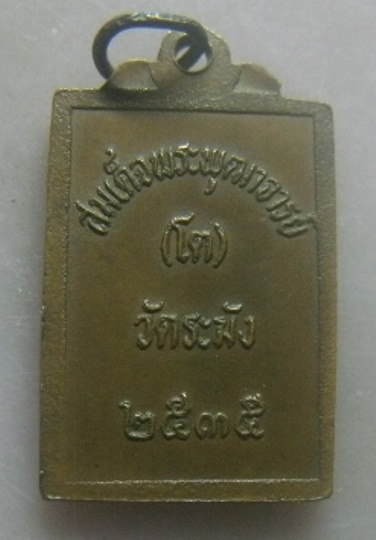 สมเด็จพระพุฒาจารย์
(โต)
วัดระฆัง
๒๕๓๕